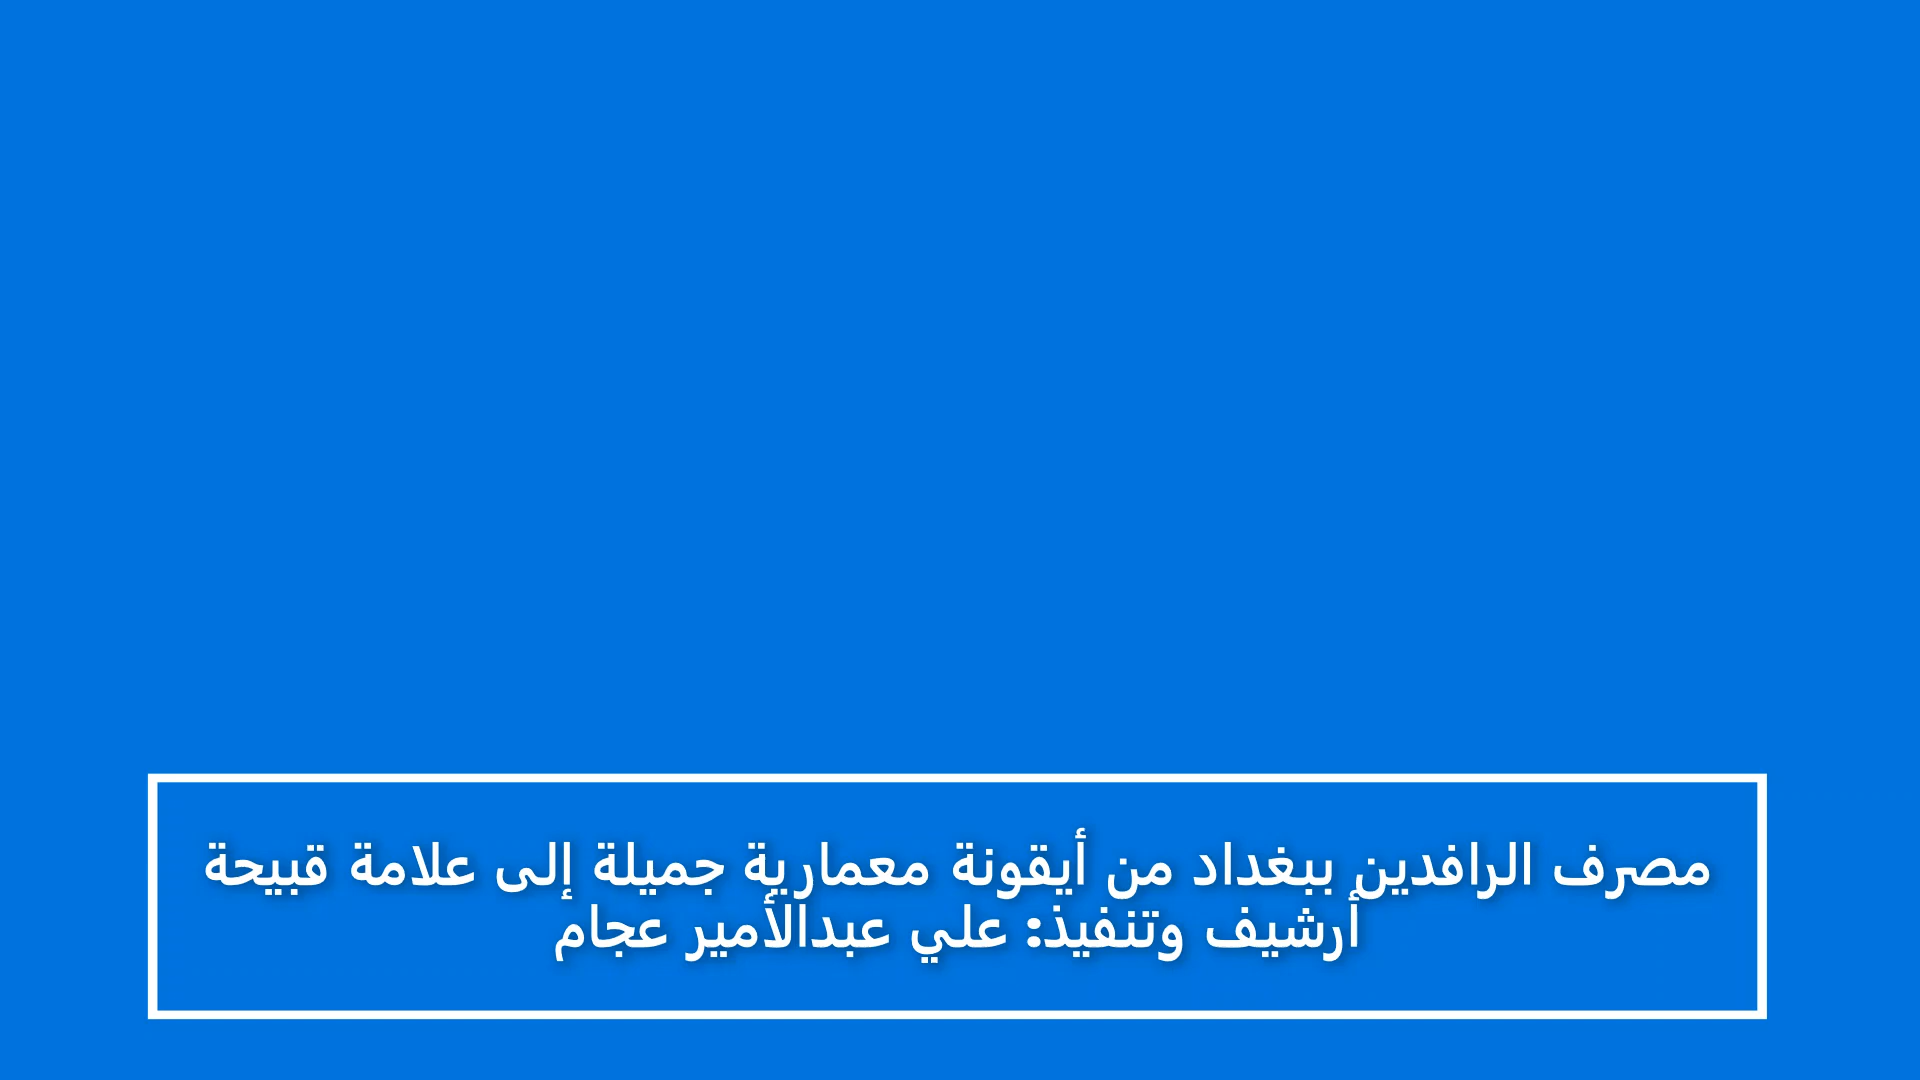 مصرف الرافدين ببغداد من أيقونة معمارية جميلة إلى علامة قبيحة
أرشيف وتنفيذ: علي عبدالأمير عجام